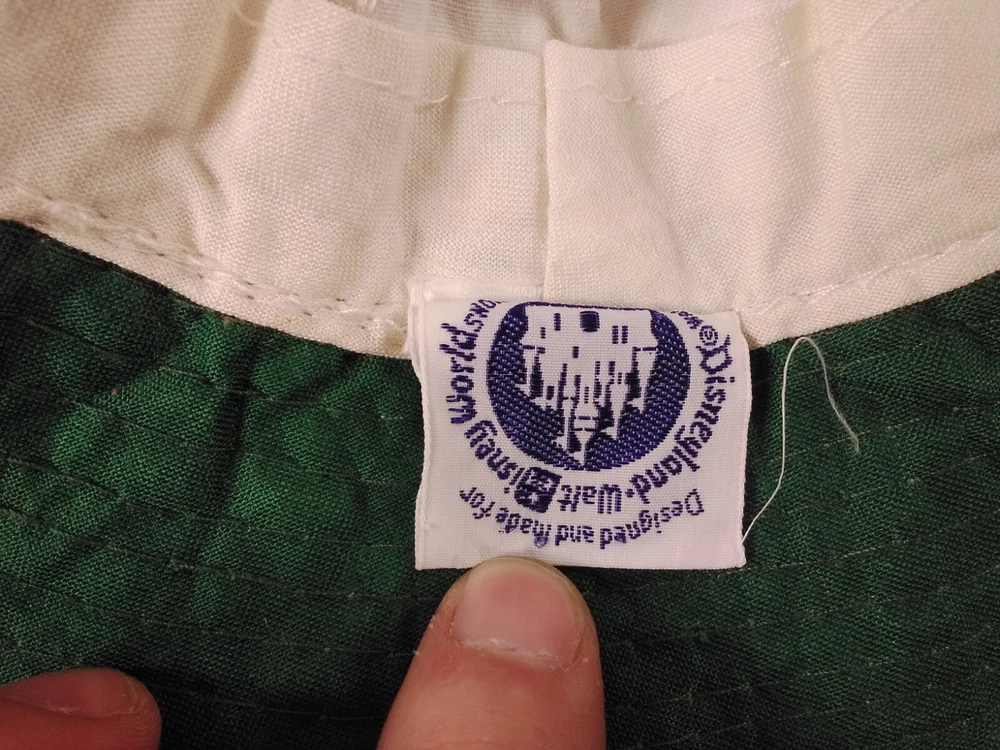 Designed and made for
Disneyland·Walt Disney World